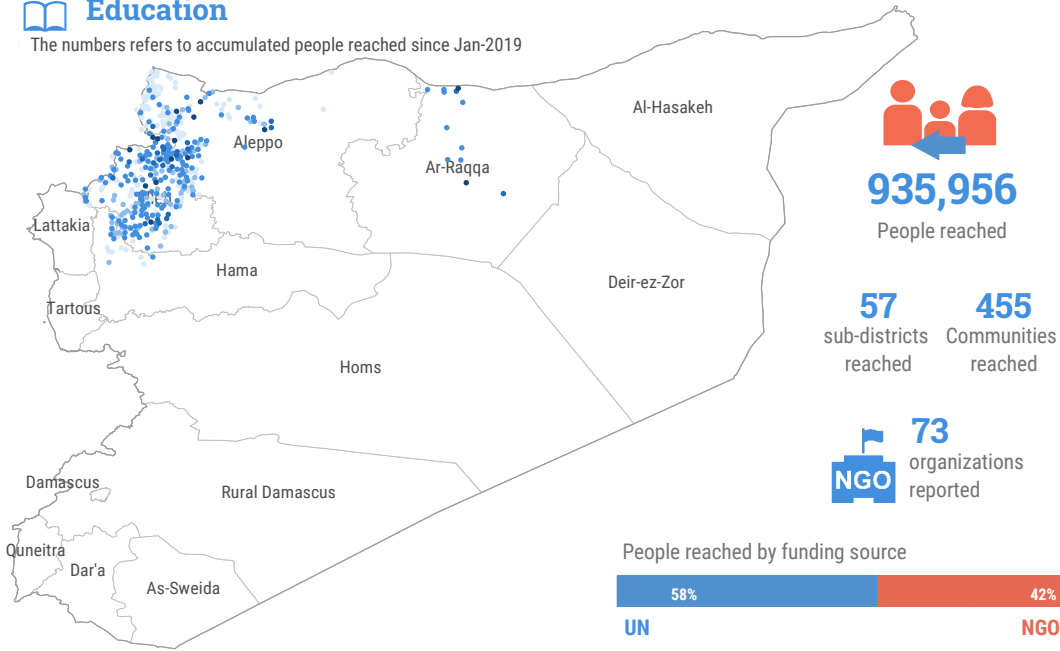 Education
The numbers refers to accumulated people reached since Jan-2019
Al-Hasakeh
Aleppo
Ar-Raqqa
935,956
People reached
Lattakia
Hama
Deir-ez-Zor
Tartous
57
sub-districts
reached
455
Communities
reached
Homs
73
organizations
reported
NGO
Damascus
Rural Damascus
Quneitra
Dar'a
As-Sweida
People reached by funding source
58%
42%
UN
NGO